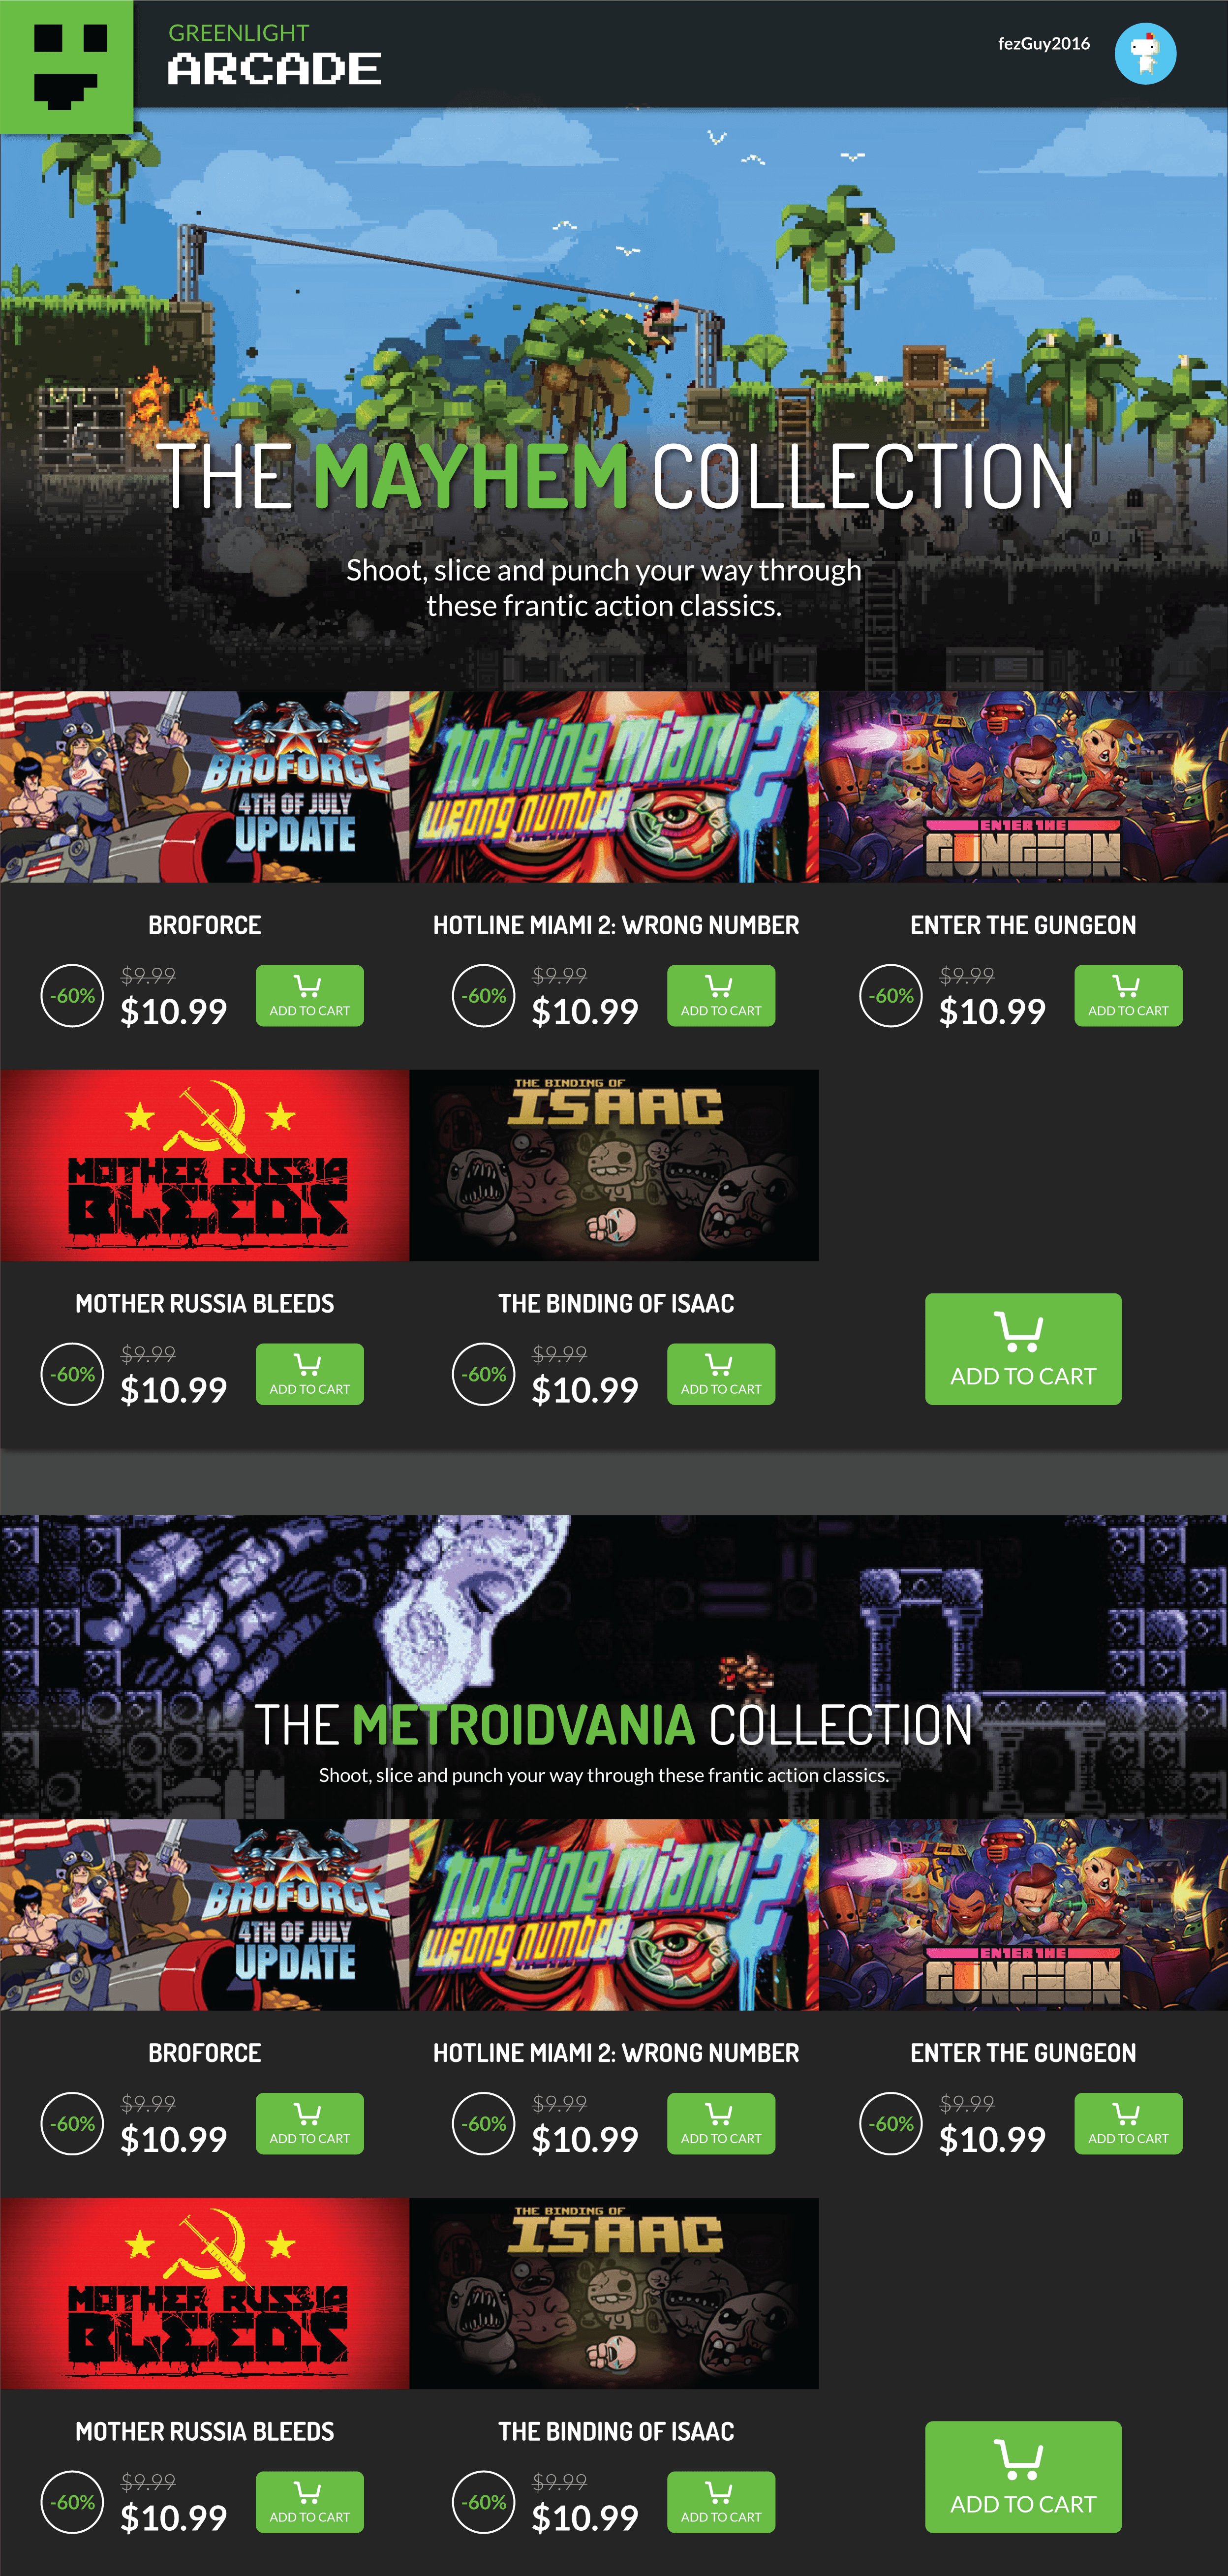 GREENLIGHT
ARCADE
fezGuy2016
THE MAYHEM COLLECTION
Shoot, slice and punch your way through
these frantic action classics.
BROFORCE
4TH OF JULY
UPDATE
hotline miami 2
wrong number
ENTER THE
GUNGEON
BROFORCE
HOTLINE MIAMI 2: WRONG NUMBER
ENTER THE GUNGEON
-60%
$9.99
$10.99
ADD TO CART
-60%
$9.99
$10.99
ADD TO CART
-60%
$9.99
$10.99
ADD TO CART
MOTHER RUSSIA
BLEEDS
THE BINDING OF
ISAAC
MOTHER RUSSIA BLEEDS
THE BINDING OF ISAAC
-60%
$9.99
$10.99
ADD TO CART
-60%
$9.99
$10.99
ADD TO CART
ADD TO CART
THE METROIDVANIA COLLECTION
Shoot, slice and punch your way through these frantic action classics.
BROFORCE
4TH OF JULY
UPDATE
hotline miami 2
wrong number
ENTER THE
GUNGEON
BROFORCE
HOTLINE MIAMI 2: WRONG NUMBER
ENTER THE GUNGEON
-60%
$9.99
$10.99
ADD TO CART
-60%
$9.99
$10.99
ADD TO CART
-60%
$9.99
$10.99
ADD TO CART
MOTHER RUSSIA
BLEEDS
THE BINDING OF
ISAAC
MOTHER RUSSIA BLEEDS
THE BINDING OF ISAAC
-60%
$9.99
$10.99
ADD TO CART
-60%
$9.99
$10.99
ADD TO CART
ADD TO CART